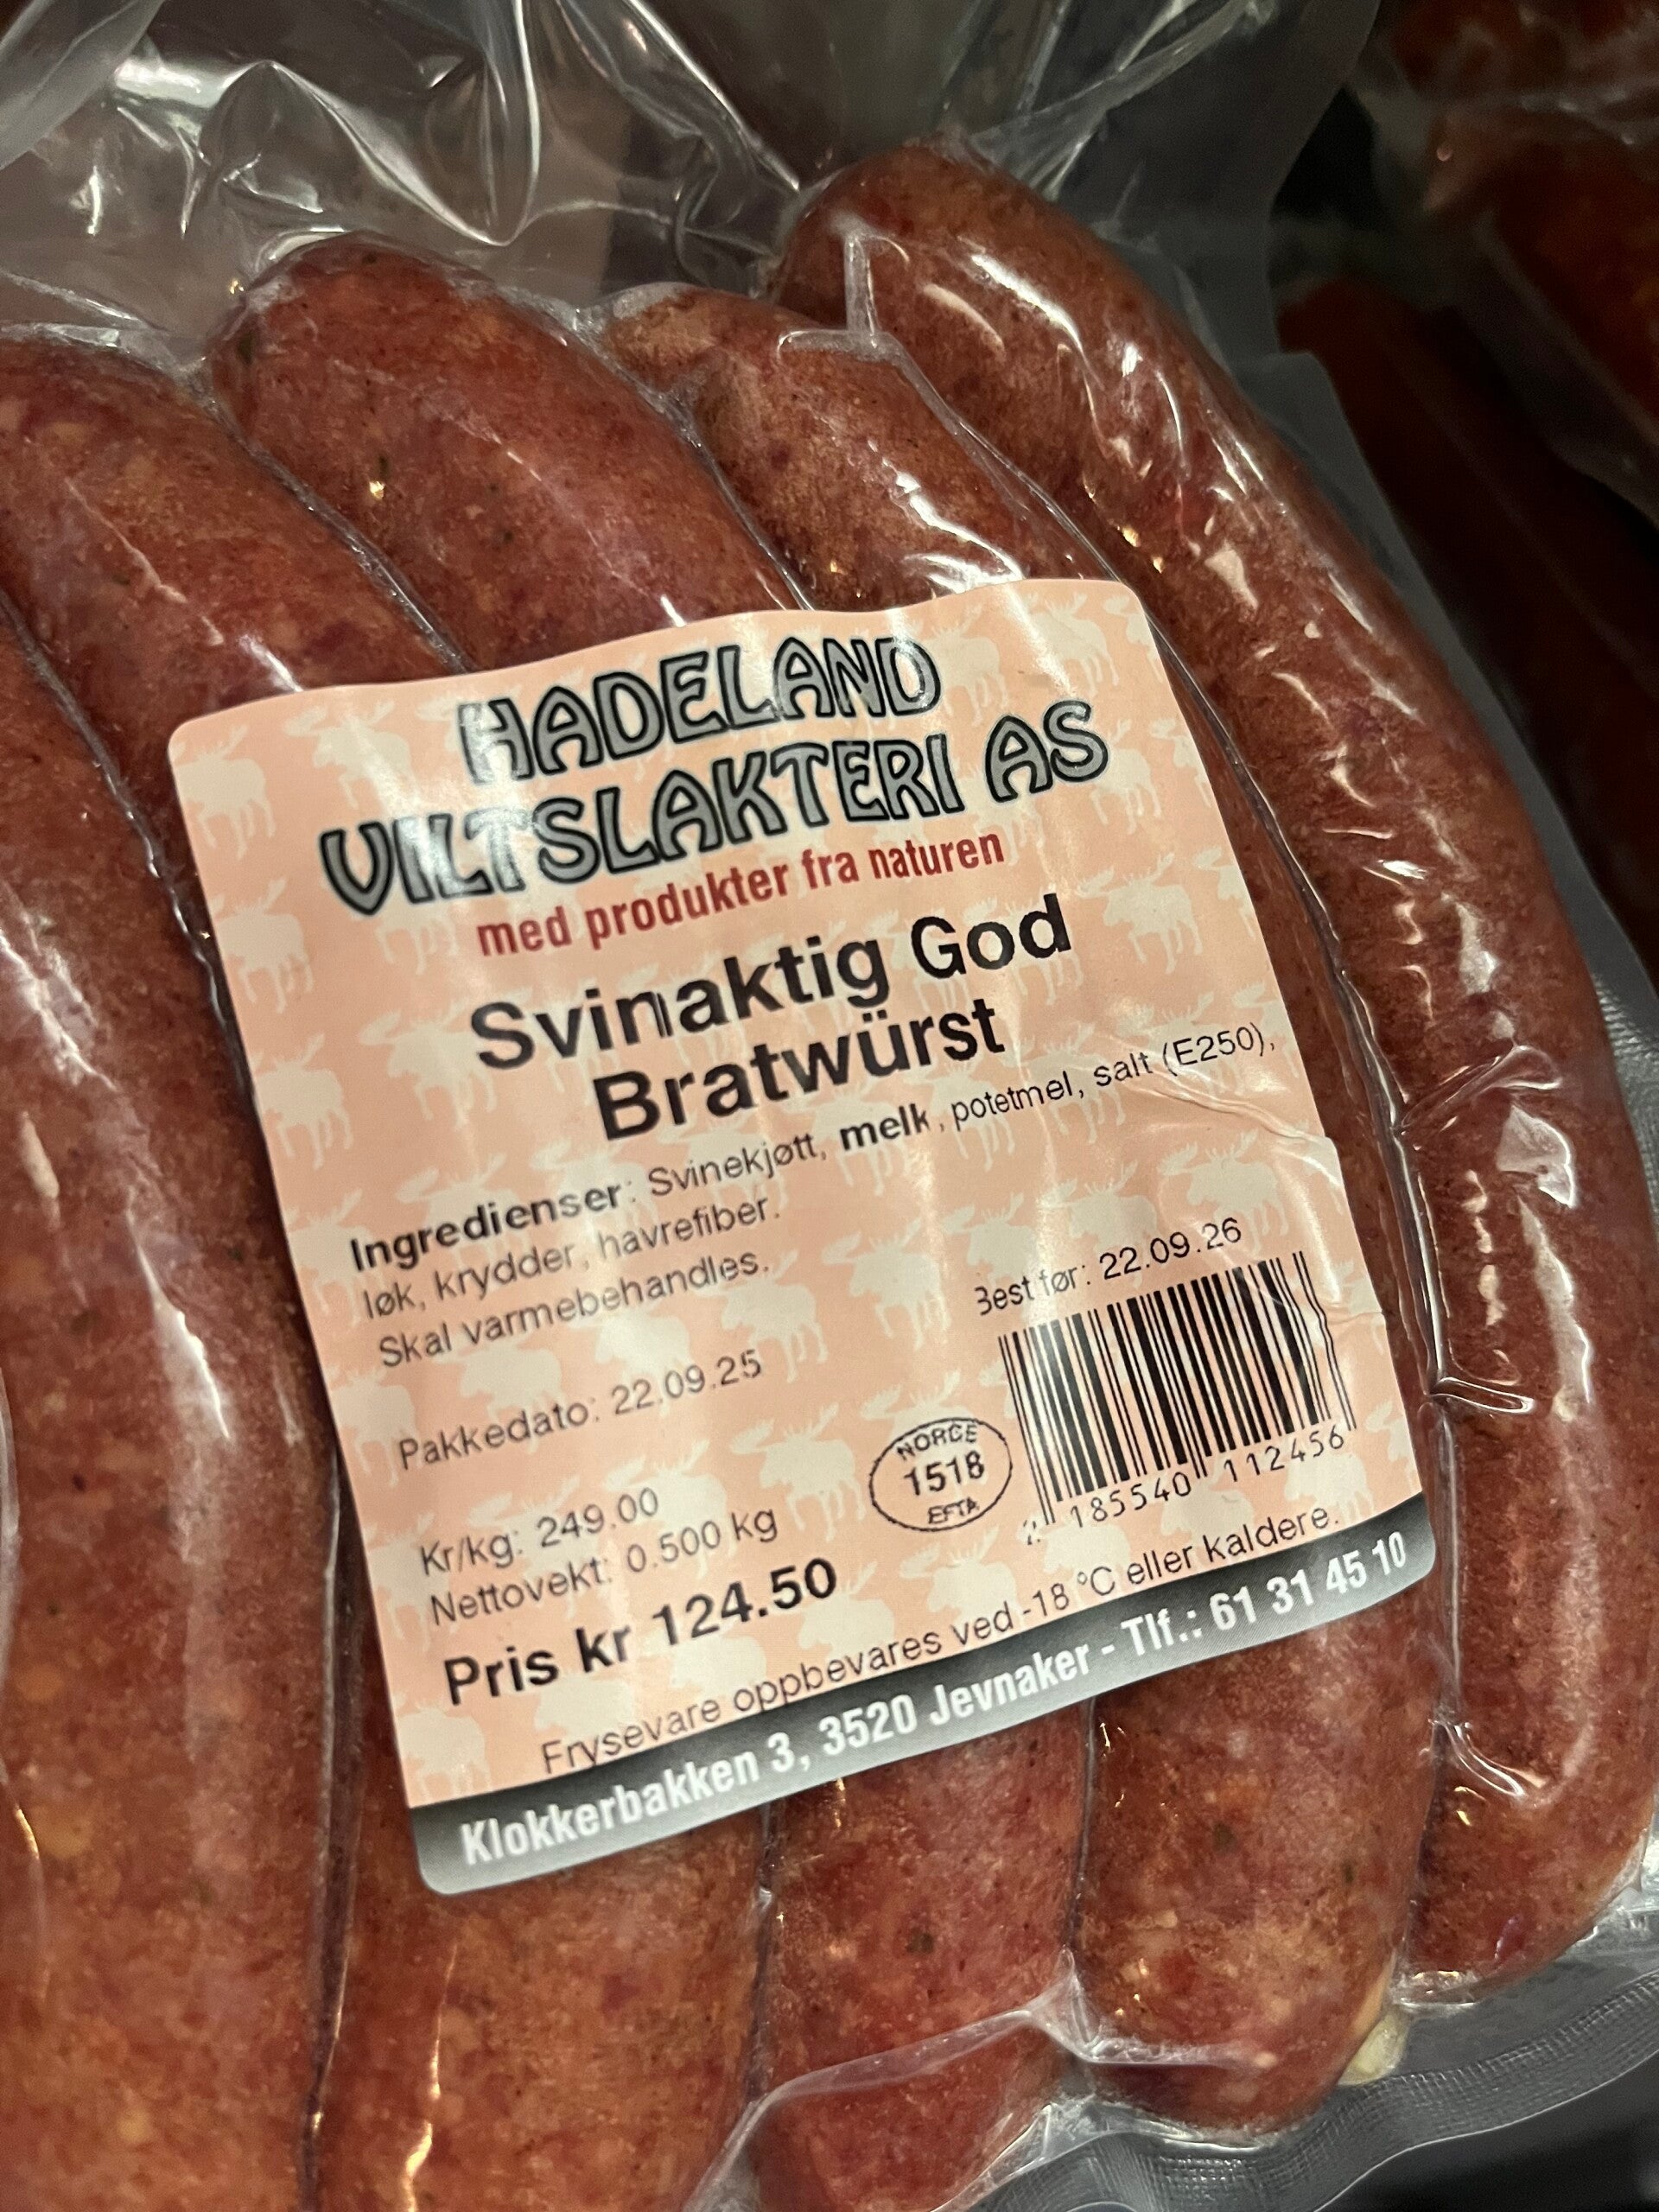 HADELAND
VILTSLAKTERI AS
med produkter fra naturen
Svinaktig God
Bratwürst
Ingredienser: Svinekjøtt, melk, potetmel, salt (E250),
løk, krydder, havrefiber.
Skal varmebehandles.
Best før: 22.09.26
Pakkedato: 22.09.25
NORGE
1518
EFTA
2 185540 112456
Kr/kg: 249.00
Nettovekt: 0.500 kg
Pris kr 124.50
Frysevare oppbevares ved -18 °C eller kaldere.
Klokkerbakken 3, 3520 Jevnaker - Tlf.: 61 31 45 10